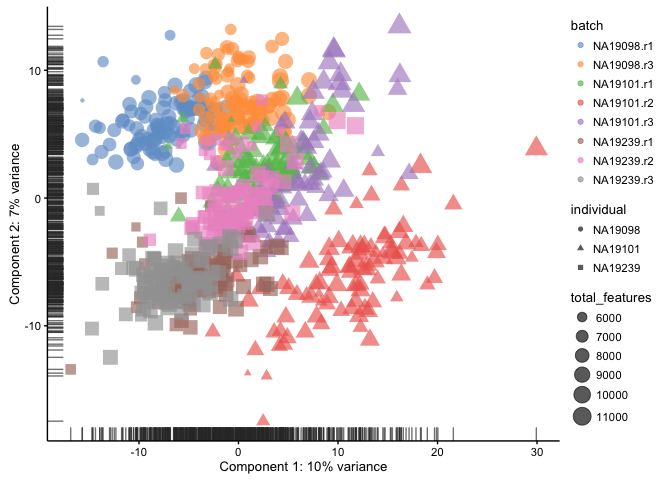 10
0
-10
-10
0
10
20
30
Component 1: 10% variance
Component 2: 7% variance
batch
NA19098.r1
NA19098.r3
NA19101.r1
NA19101.r2
NA19101.r3
NA19239.r1
NA19239.r2
NA19239.r3
individual
NA19098
NA19101
NA19239
total_features
6000
7000
8000
9000
10000
11000